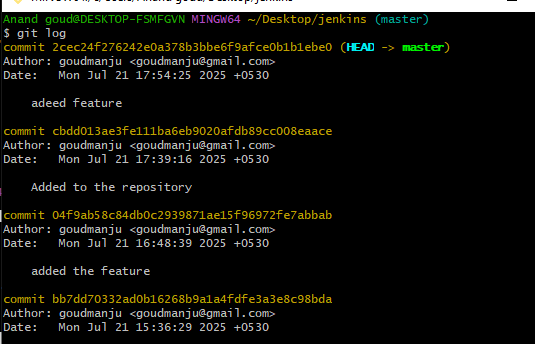 Anand goud@DESKTOP-FSMFGVN MINGW64 ~/Desktop/jenkins (master)
$ git log
commit 2cec24f276242e0a378b3bbe6f9afce0b1b1ebe0 (HEAD -> master)
Author: goudmanju <goudmanju@gmail.com>
Date:   Mon Jul 21 17:54:25 2025 +0530
adeed feature
commit cbdd013ae3fe111ba6eb9020afdb89cc008eaace
Author: goudmanju <goudmanju@gmail.com>
Date:   Mon Jul 21 17:39:16 2025 +0530
Added to the repository
commit 04f9ab58c84db0c2939871ae15f96972fe7abbab
Author: goudmanju <goudmanju@gmail.com>
Date:   Mon Jul 21 16:48:39 2025 +0530
added the feature
commit bb7dd70332ad0b16268b9a1a4fdfe3a3e8c98bda
Author: goudmanju <goudmanju@gmail.com>
Date:   Mon Jul 21 15:36:29 2025 +0530